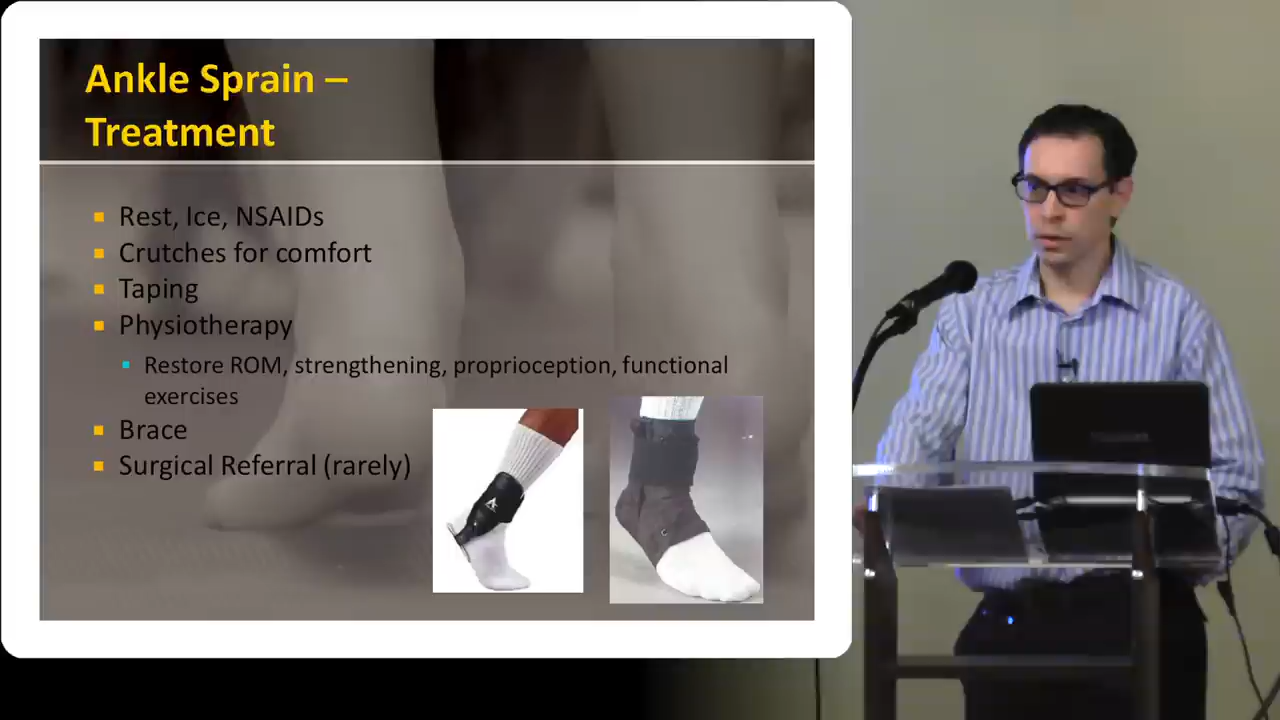 Ankle Sprain –
Treatment
Rest, Ice, NSAIDs
Crutches for comfort
Taping
Physiotherapy
Restore ROM, strengthening, proprioception, functional
exercises
Brace
Surgical Referral (rarely)